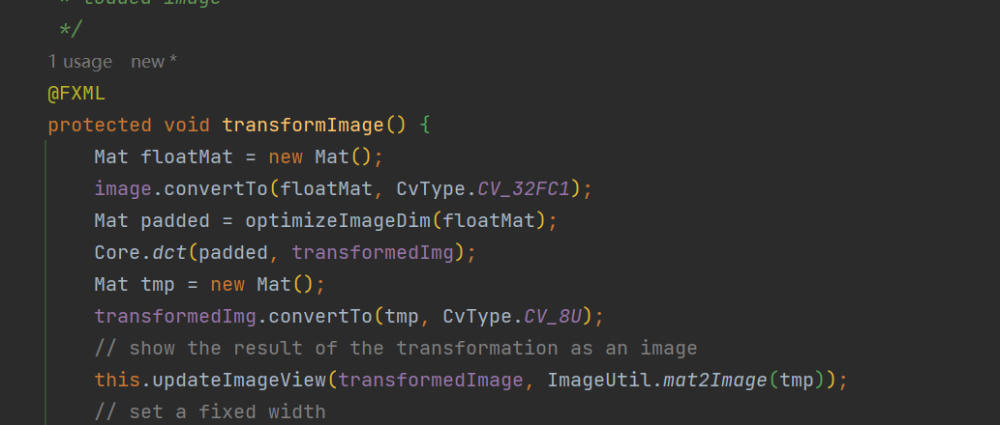 * loaded image
*/
1 usage new *
@FXML
protected void transformImage() {
Mat floatMat = new Mat();
image.convertTo(floatMat, CvType.CV_32FC1);
Mat padded = optimizeImageDim(floatMat);
Core.dct(padded, transformedImg);
Mat tmp = new Mat();
transformedImg.convertTo(tmp, CvType.CV_8U);
// show the result of the transformation as an image
this.updateImageView(transformedImage, ImageUtil.mat2Image(tmp));
// set a fixed width